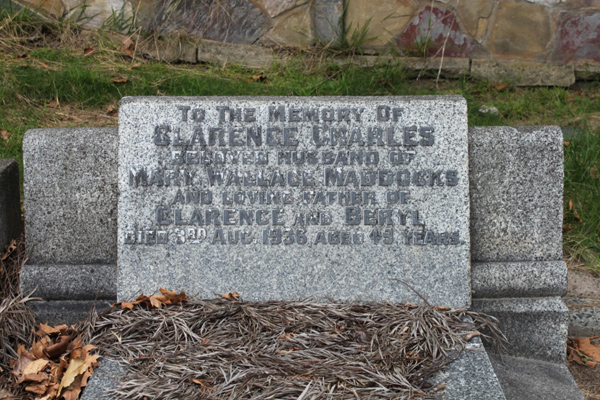 TO THE MEMORY OF
CLARENCE CHARLES
BELOVED HUSBAND OF
MARY WALLACE MADDOCKS
AND LOVING FATHER OF
CLARENCE AND BERYL
DIED 3RD AUG. 1936, AGED 49 YEARS.